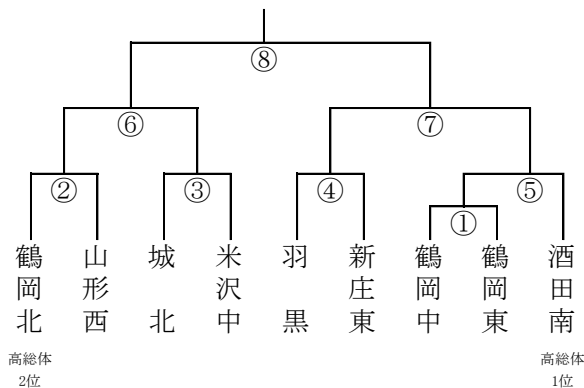 ⑧
⑥
⑦
②
③
④
⑤
①
鶴岡北
山形西
城北
米沢中
羽黒
新庄東
鶴岡中
鶴岡東
酒田南
高総体
2位
高総体
1位